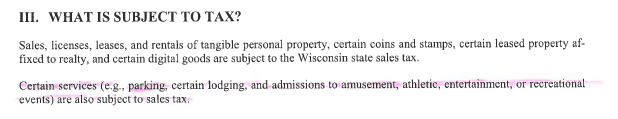 III. WHAT IS SUBJECT TO TAX?
Sales, licenses, leases, and rentals of tangible personal property, certain coins and stamps, certain leased property af-
fixed to realty, and certain digital goods are subject to the Wisconsin state sales tax.
Certain services (e.g., parking, certain lodging, and admissions to amusement, athletic, entertainment, or recreational
events) are also subject to sales tax.